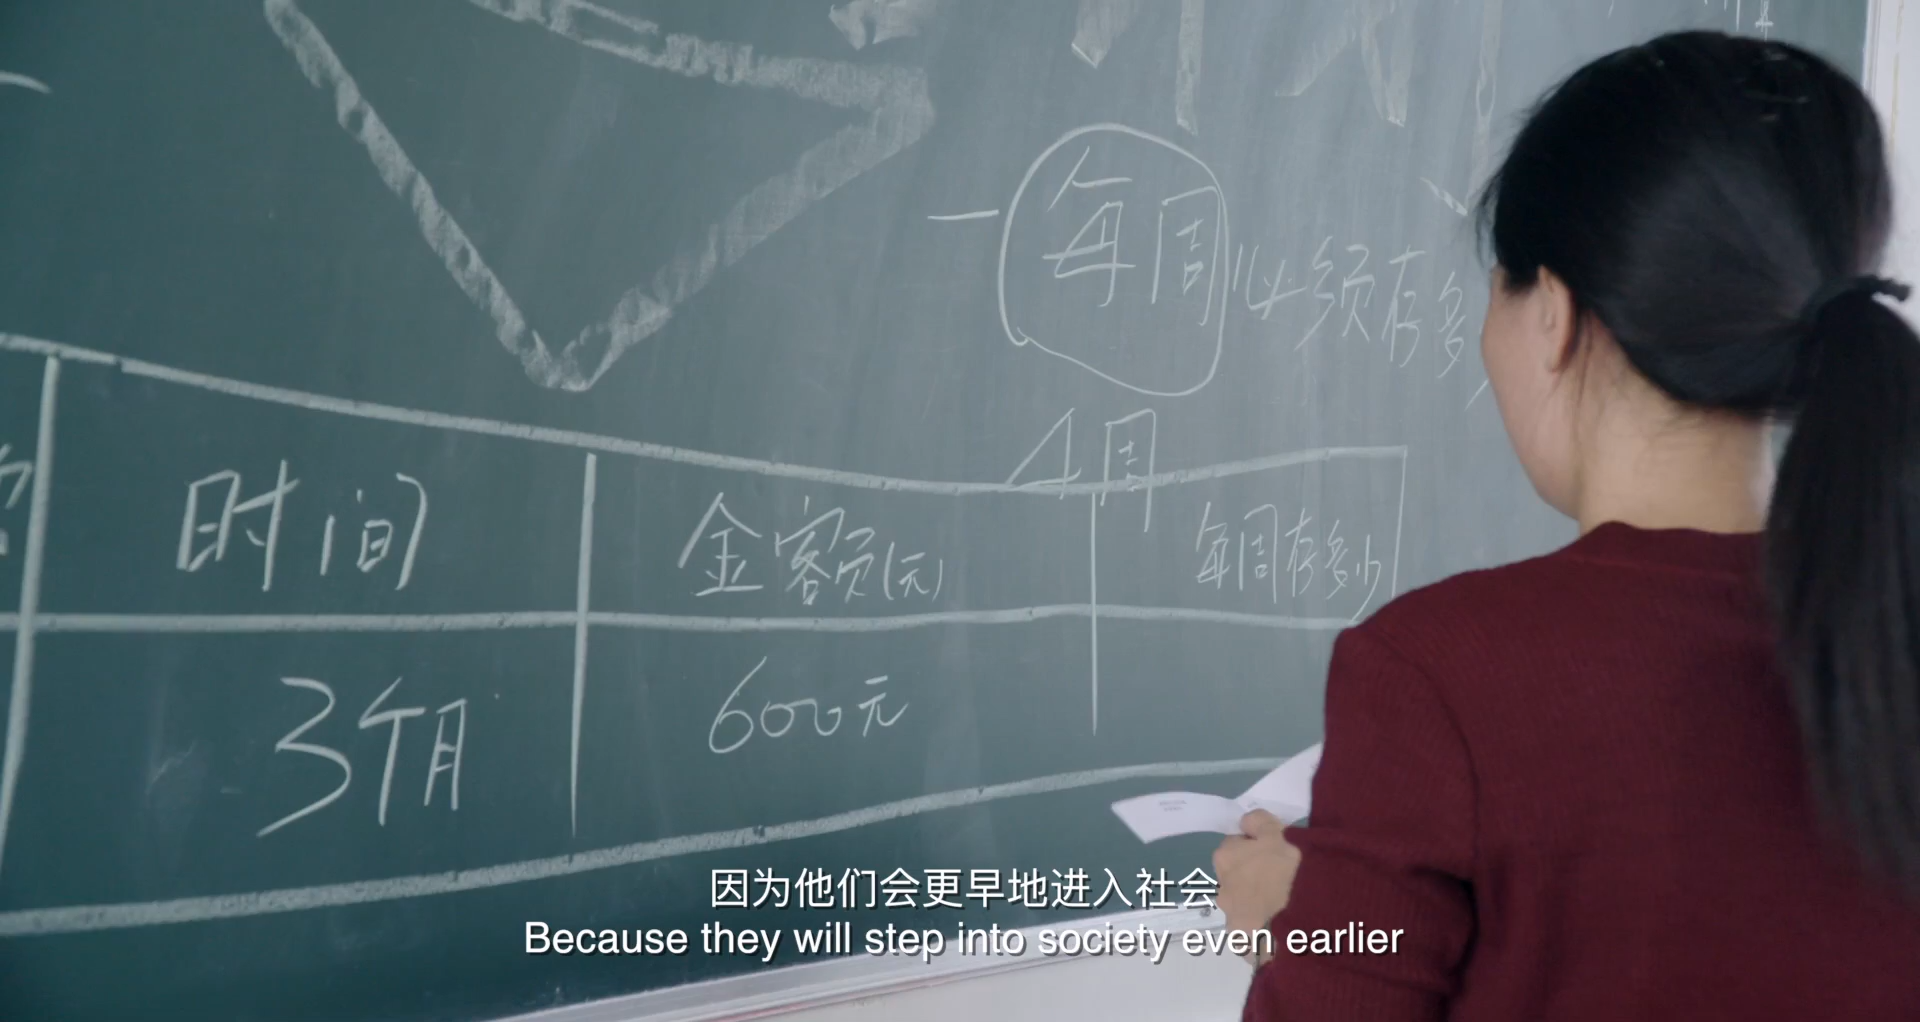 每周必须存多
4周
时间 金额(元) 每周存多少
3个月 600元
因为他们会更早地进入社会
Because they will step into society even earlier